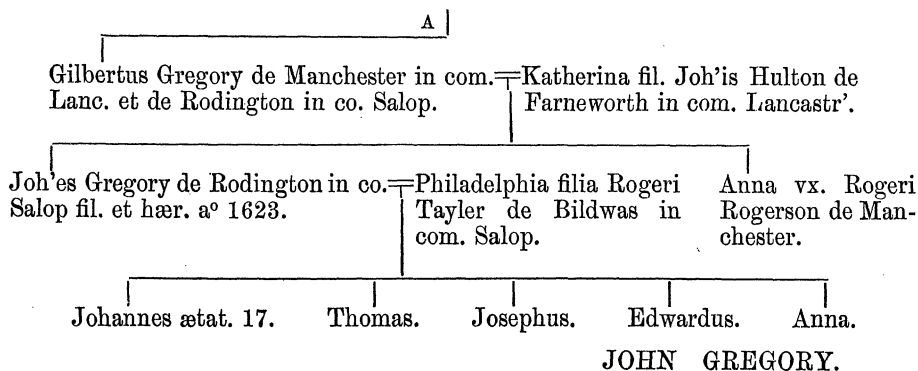 A
Gilbertus Gregory de Manchester in com.
Lanc. et de Rodington in co. Salop.
Katherina fil. Joh'is Hulton de
Farneworth in com. Lancastr'.
Joh'es Gregory de Rodington in co.
Salop fil. et hær. aº 1623.
Philadelphia filia Rogeri
Tayler de Bildwas in
com. Salop.
Anna vx. Rogeri
Rogerson de Man-
chester.
Johannes ætat. 17. Thomas. Josephus. Edwardus. Anna.
JOHN GREGORY.